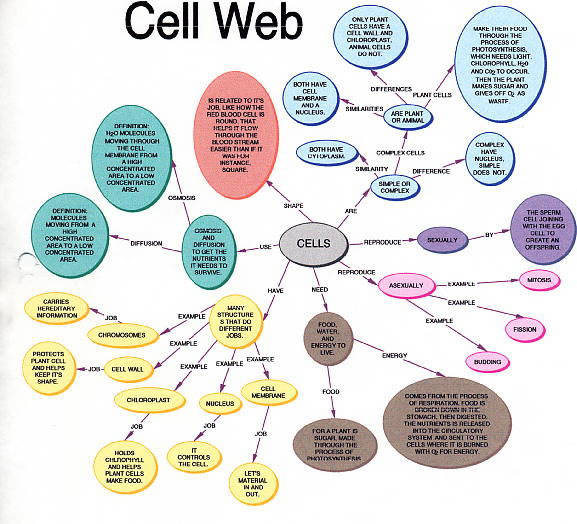 Cell Web
ONLY PLANT
CELLS HAVE A
CELL WALL AND
CHLOROPLAST,
ANIMAL CELLS
DO NOT.
MAKE THEIR FOOD
THROUGH THE
PROCESS OF
PHOTOSYNTHESIS,
WHICH NEEDS LIGHT,
CHLOROPHYLL, H20
AND CO2 TO OCCUR.
THEN THE PLANT
MAKES SUGAR AND
GIVES OFF O2 AS
WASTE.
DIFFERENCES
PLANT CELLS
BOTH HAVE
CELL
MEMBRANE
AND A
NUCLEUS.
SIMILARITIES
ARE PLANT
OR ANIMAL
IS RELATED TO IT'S
JOB, LIKE HOW THE
RED BLOOD CELL IS
ROUND, THAT
HELPS IT FLOW
THROUGH THE
BLOOD STREAM
EASIER THAN IF IT
WAS FOR
INSTANCE,
SQUARE.
DEFINITION:
H2O MOLECULES
MOVING THROUGH
THE CELL
MEMBRANE FROM
A HIGH
CONCENTRATED
AREA TO A LOW
CONCENTRATED
AREA.
BOTH HAVE
CYTOPLASM.
COMPLEX CELLS
SIMILARITY
DIFFERENCE
COMPLEX
HAVE
NUCLEUS,
SIMPLE
DOES NOT.
SIMPLE OR
COMPLEX
OSMOSIS
SHAPE
ARE
DEFINITION:
MOLECULES
MOVING FROM A
HIGH
CONCENTRATED
AREA TO A LOW
CONCENTRATED
AREA.
DIFFUSION
OSMOSIS
AND
DIFFUSION
TO GET THE
NUTRIENTS
IT NEEDS TO
SURVIVE.
USE
CELLS
REPRODUCE
SEXUALLY
BY
THE SPERM
CELL JOINING
WITH THE EGG
CELL TO
CREATE AN
OFFSPRING.
REPRODUCE
ASEXUALLY
EXAMPLE
MITOSIS
EXAMPLE
FISSION
EXAMPLE
BUDDING
HAVE
NEED
CARRIES
HEREDITARY
INFORMATION
JOB
CHROMOSOMES
EXAMPLE
MANY
STRUCTURE
S THAT DO
DIFFERENT
JOBS.
FOOD,
WATER,
AND
ENERGY TO
LIVE.
PROTECTS
PLANT CELL
AND HELPS
KEEP IT'S
SHAPE.
JOB
CELL WALL
EXAMPLE
EXAMPLE
EXAMPLE
EXAMPLE
ENERGY
CHLOROPLAST
NUCLEUS
CELL
MEMBRANE
FOOD
JOB
JOB
JOB
HOLDS
CHLROPHYLL
AND HELPS
PLANT CELLS
MAKE FOOD.
IT
CONTROLS
THE CELL.
LET'S
MATERIAL
IN AND
OUT.
FOR A PLANT IS
SUGAR, MADE
THROUGH THE
PROCESS OF
PHOTOSYNTHESIS
COMES FROM THE PROCESS
OF RESPIRATION. FOOD IS
BROKEN DOWN IN THE
STOMACH, THEN DIGESTED.
THE NUTRIENTS IS RELEASED
INTO THE CIRCULATORY
SYSTEM AND SENT TO THE
CELLS WHERE IT IS BURNED
WITH O2 FOR ENERGY.